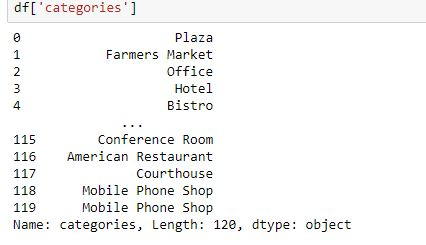 df['categories']
0 Plaza
1 Farmers Market
2 Office
3 Hotel
4 Bistro
...
115 Conference Room
116 American Restaurant
117 Courthouse
118 Mobile Phone Shop
119 Mobile Phone Shop
Name: categories, Length: 120, dtype: object